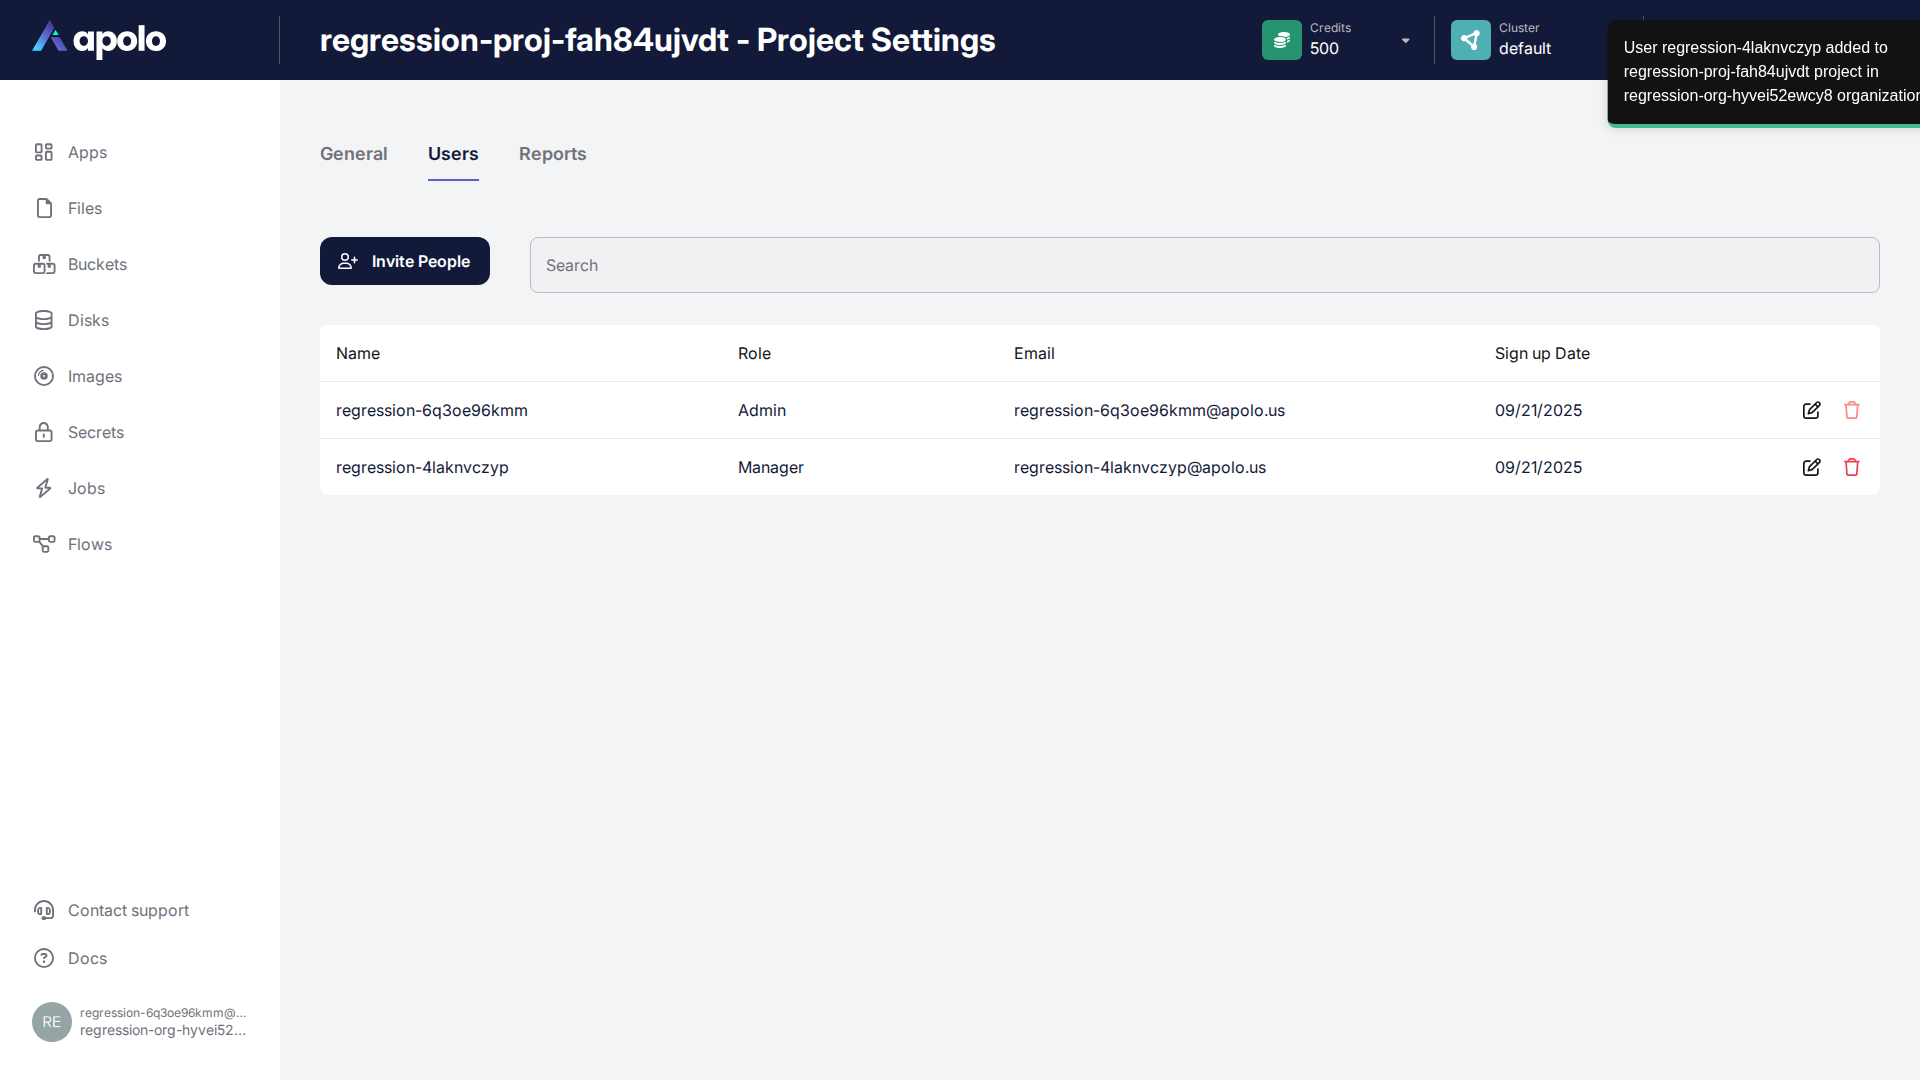 apolo
regression-proj-fah84ujvdt - Project Settings
Credits
500
Cluster
default
User regression-4laknvczyp added to
regression-proj-fah84ujvdt project in
regression-org-hyvei52ewcy8 organization
Apps
Files
Buckets
Disks
Images
Secrets
Jobs
Flows
Contact support
Docs
RE
regression-6q3oe96kmm@...
regression-org-hyvei52...
General Users Reports
Invite People
Search
Name Role Email Sign up Date
regression-6q3oe96kmm Admin regression-6q3oe96kmm@apolo.us 09/21/2025
regression-4laknvczyp Manager regression-4laknvczyp@apolo.us 09/21/2025